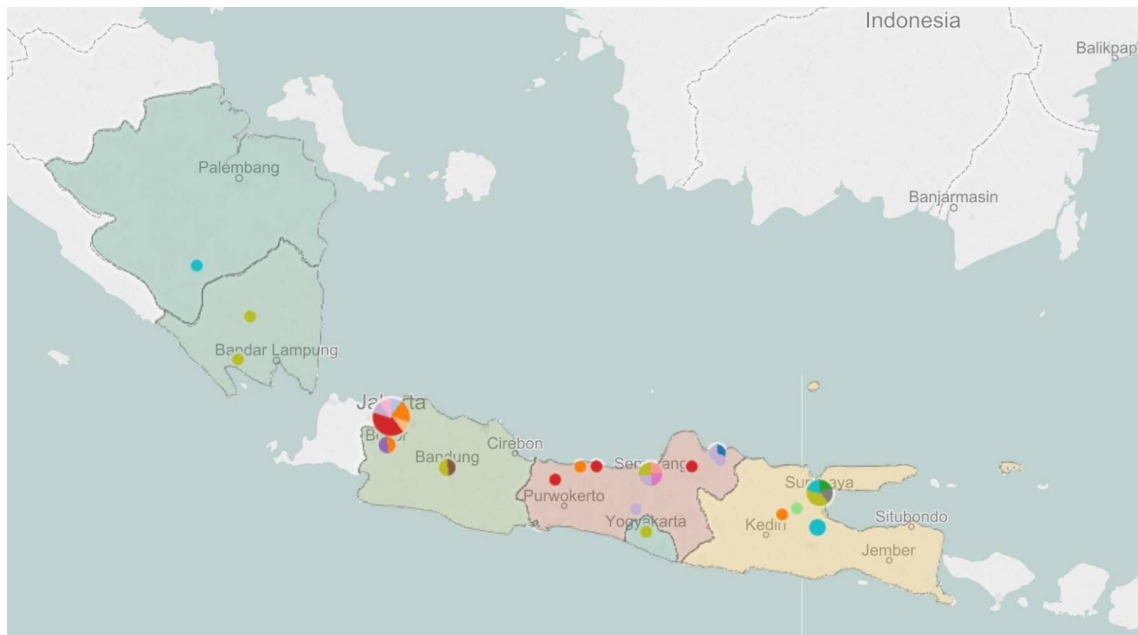 Indonesia
Balikpap
Palembang
Banjarmasin
Bandar Lampung
Jakarta
Bogor
Cirebon
Bandung
Semarang
Surabaya
Purwokerto
Yogyakarta
Kediri
Situbondo
Jember